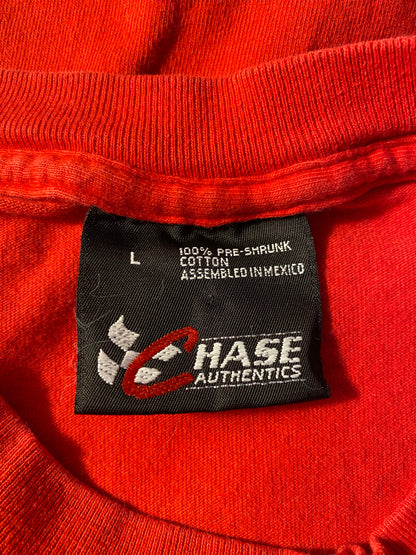 L
100% PRE-SHRUNK
COTTON
ASSEMBLED IN MEXICO
CHASE
AUTHENTICS